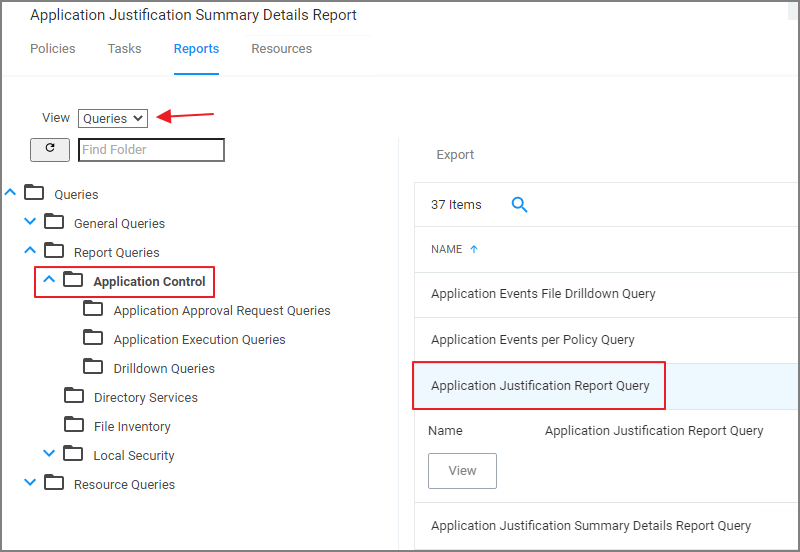 Application Justification Summary Details Report
Policies Tasks Reports Resources
View Queries
Find Folder
Queries
General Queries
Report Queries
Application Control
Application Approval Request Queries
Application Execution Queries
Drilldown Queries
Directory Services
File Inventory
Local Security
Resource Queries
Export
37 Items
NAME
Application Events File Drilldown Query
Application Events per Policy Query
Application Justification Report Query
Name Application Justification Report Query
View
Application Justification Summary Details Report Query